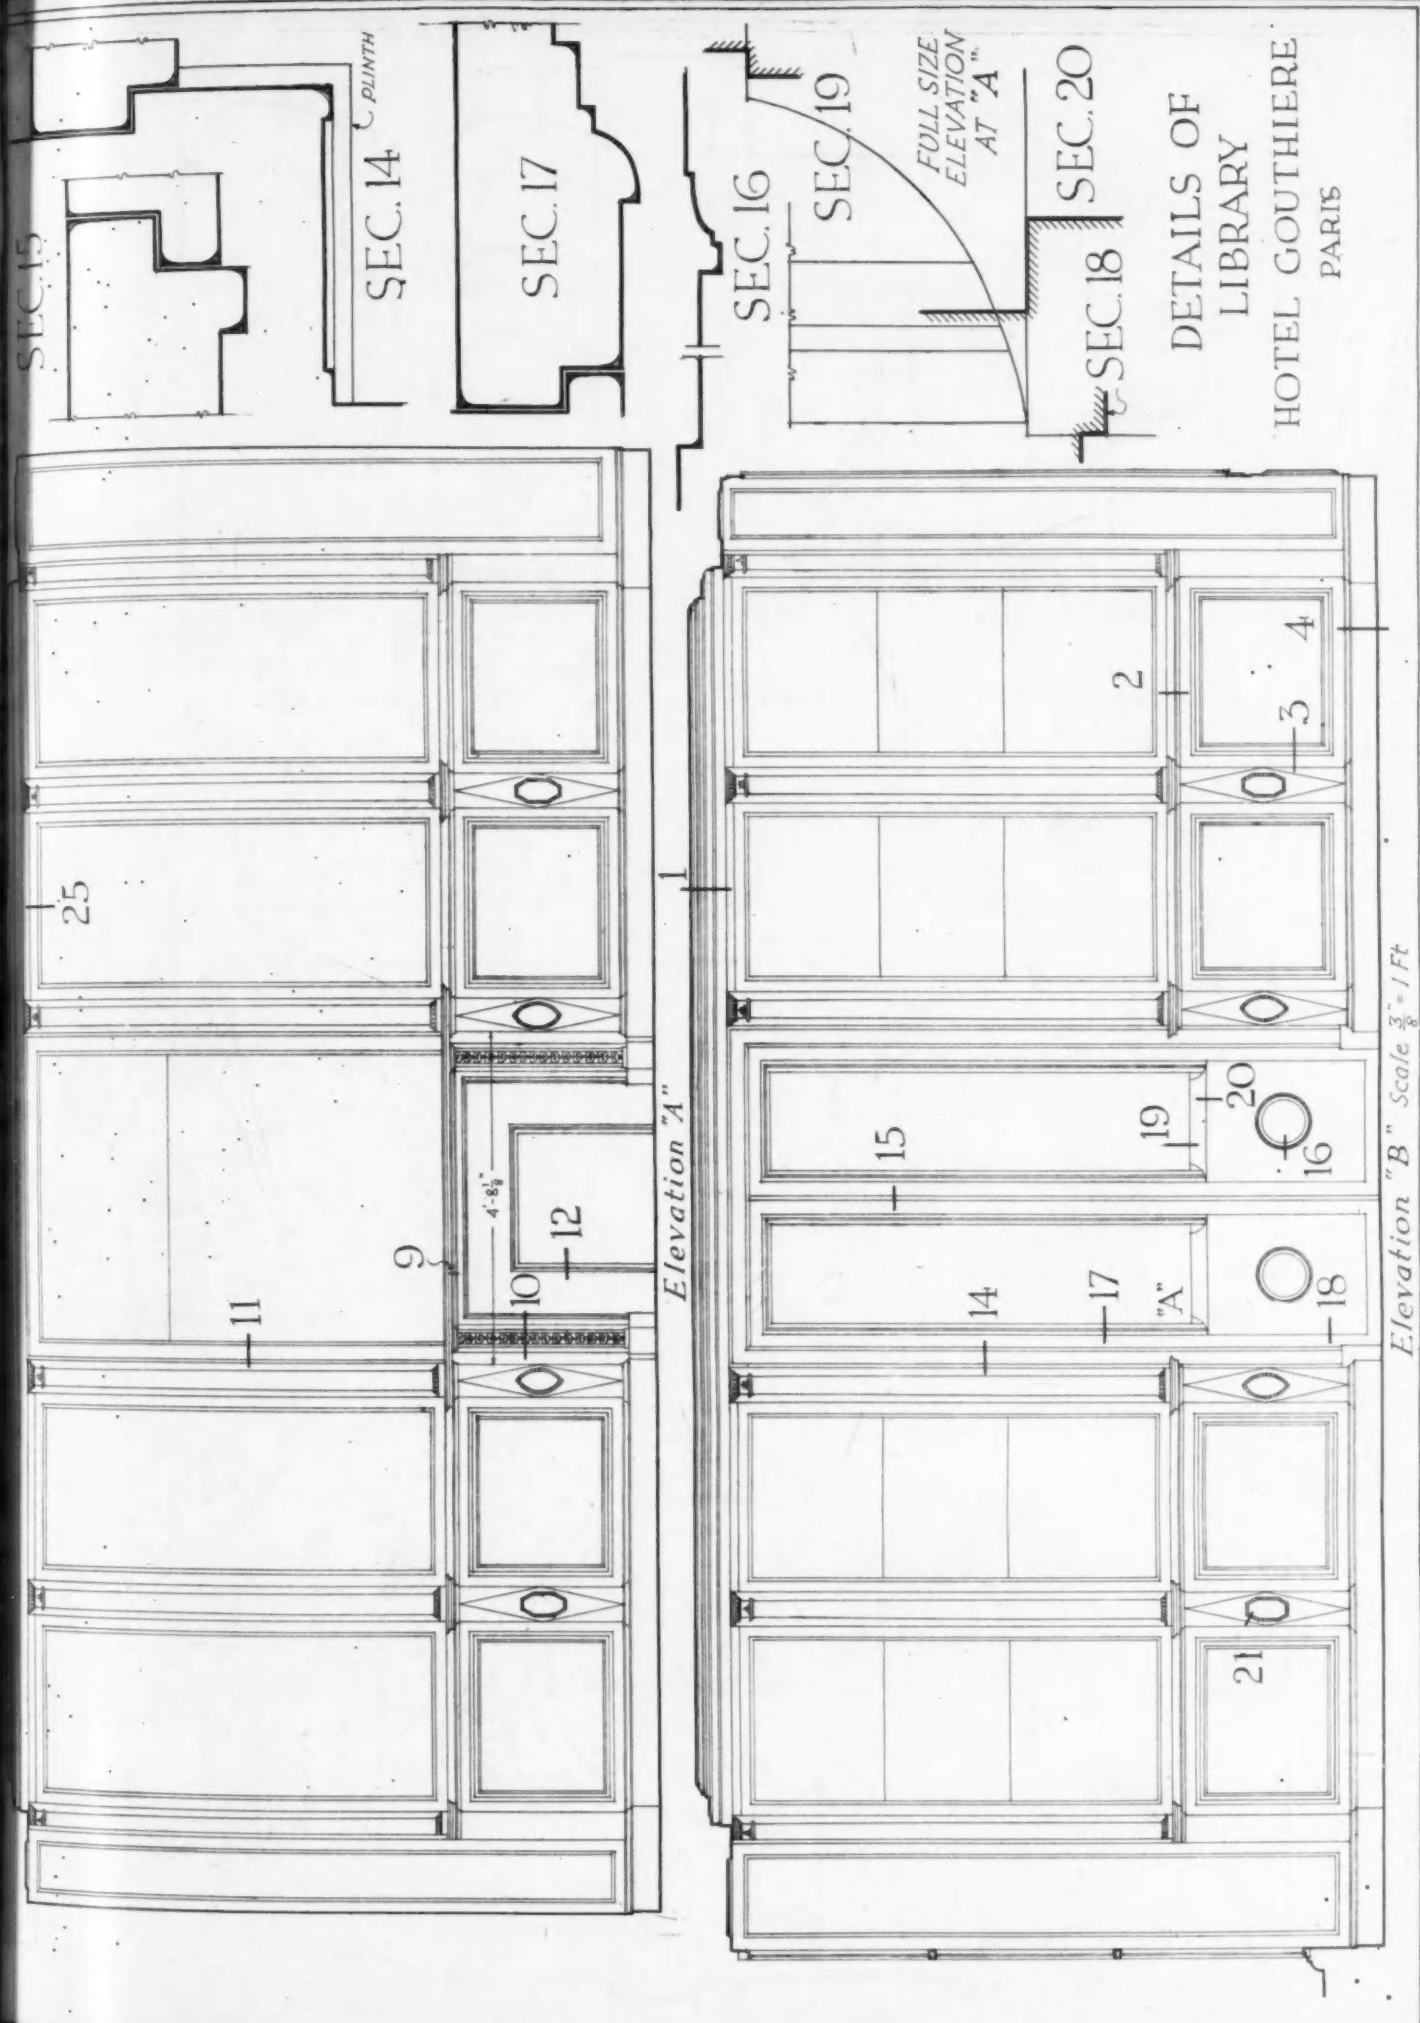 SEC. 15
PLINTH
SEC. 14
SEC. 17
SEC. 16
SEC. 19
FULL SIZE
ELEVATION
AT "A".
SEC. 20
SEC. 18
DETAILS OF
LIBRARY
HOTEL GOUTHIERE
PARIS
25
11
9
4'-8⅛"
10
12
Elevation "A"
1
2
3
4
15
19
20
16
14
17
"A"
18
21
Elevation "B" Scale ⅜" = 1 Ft